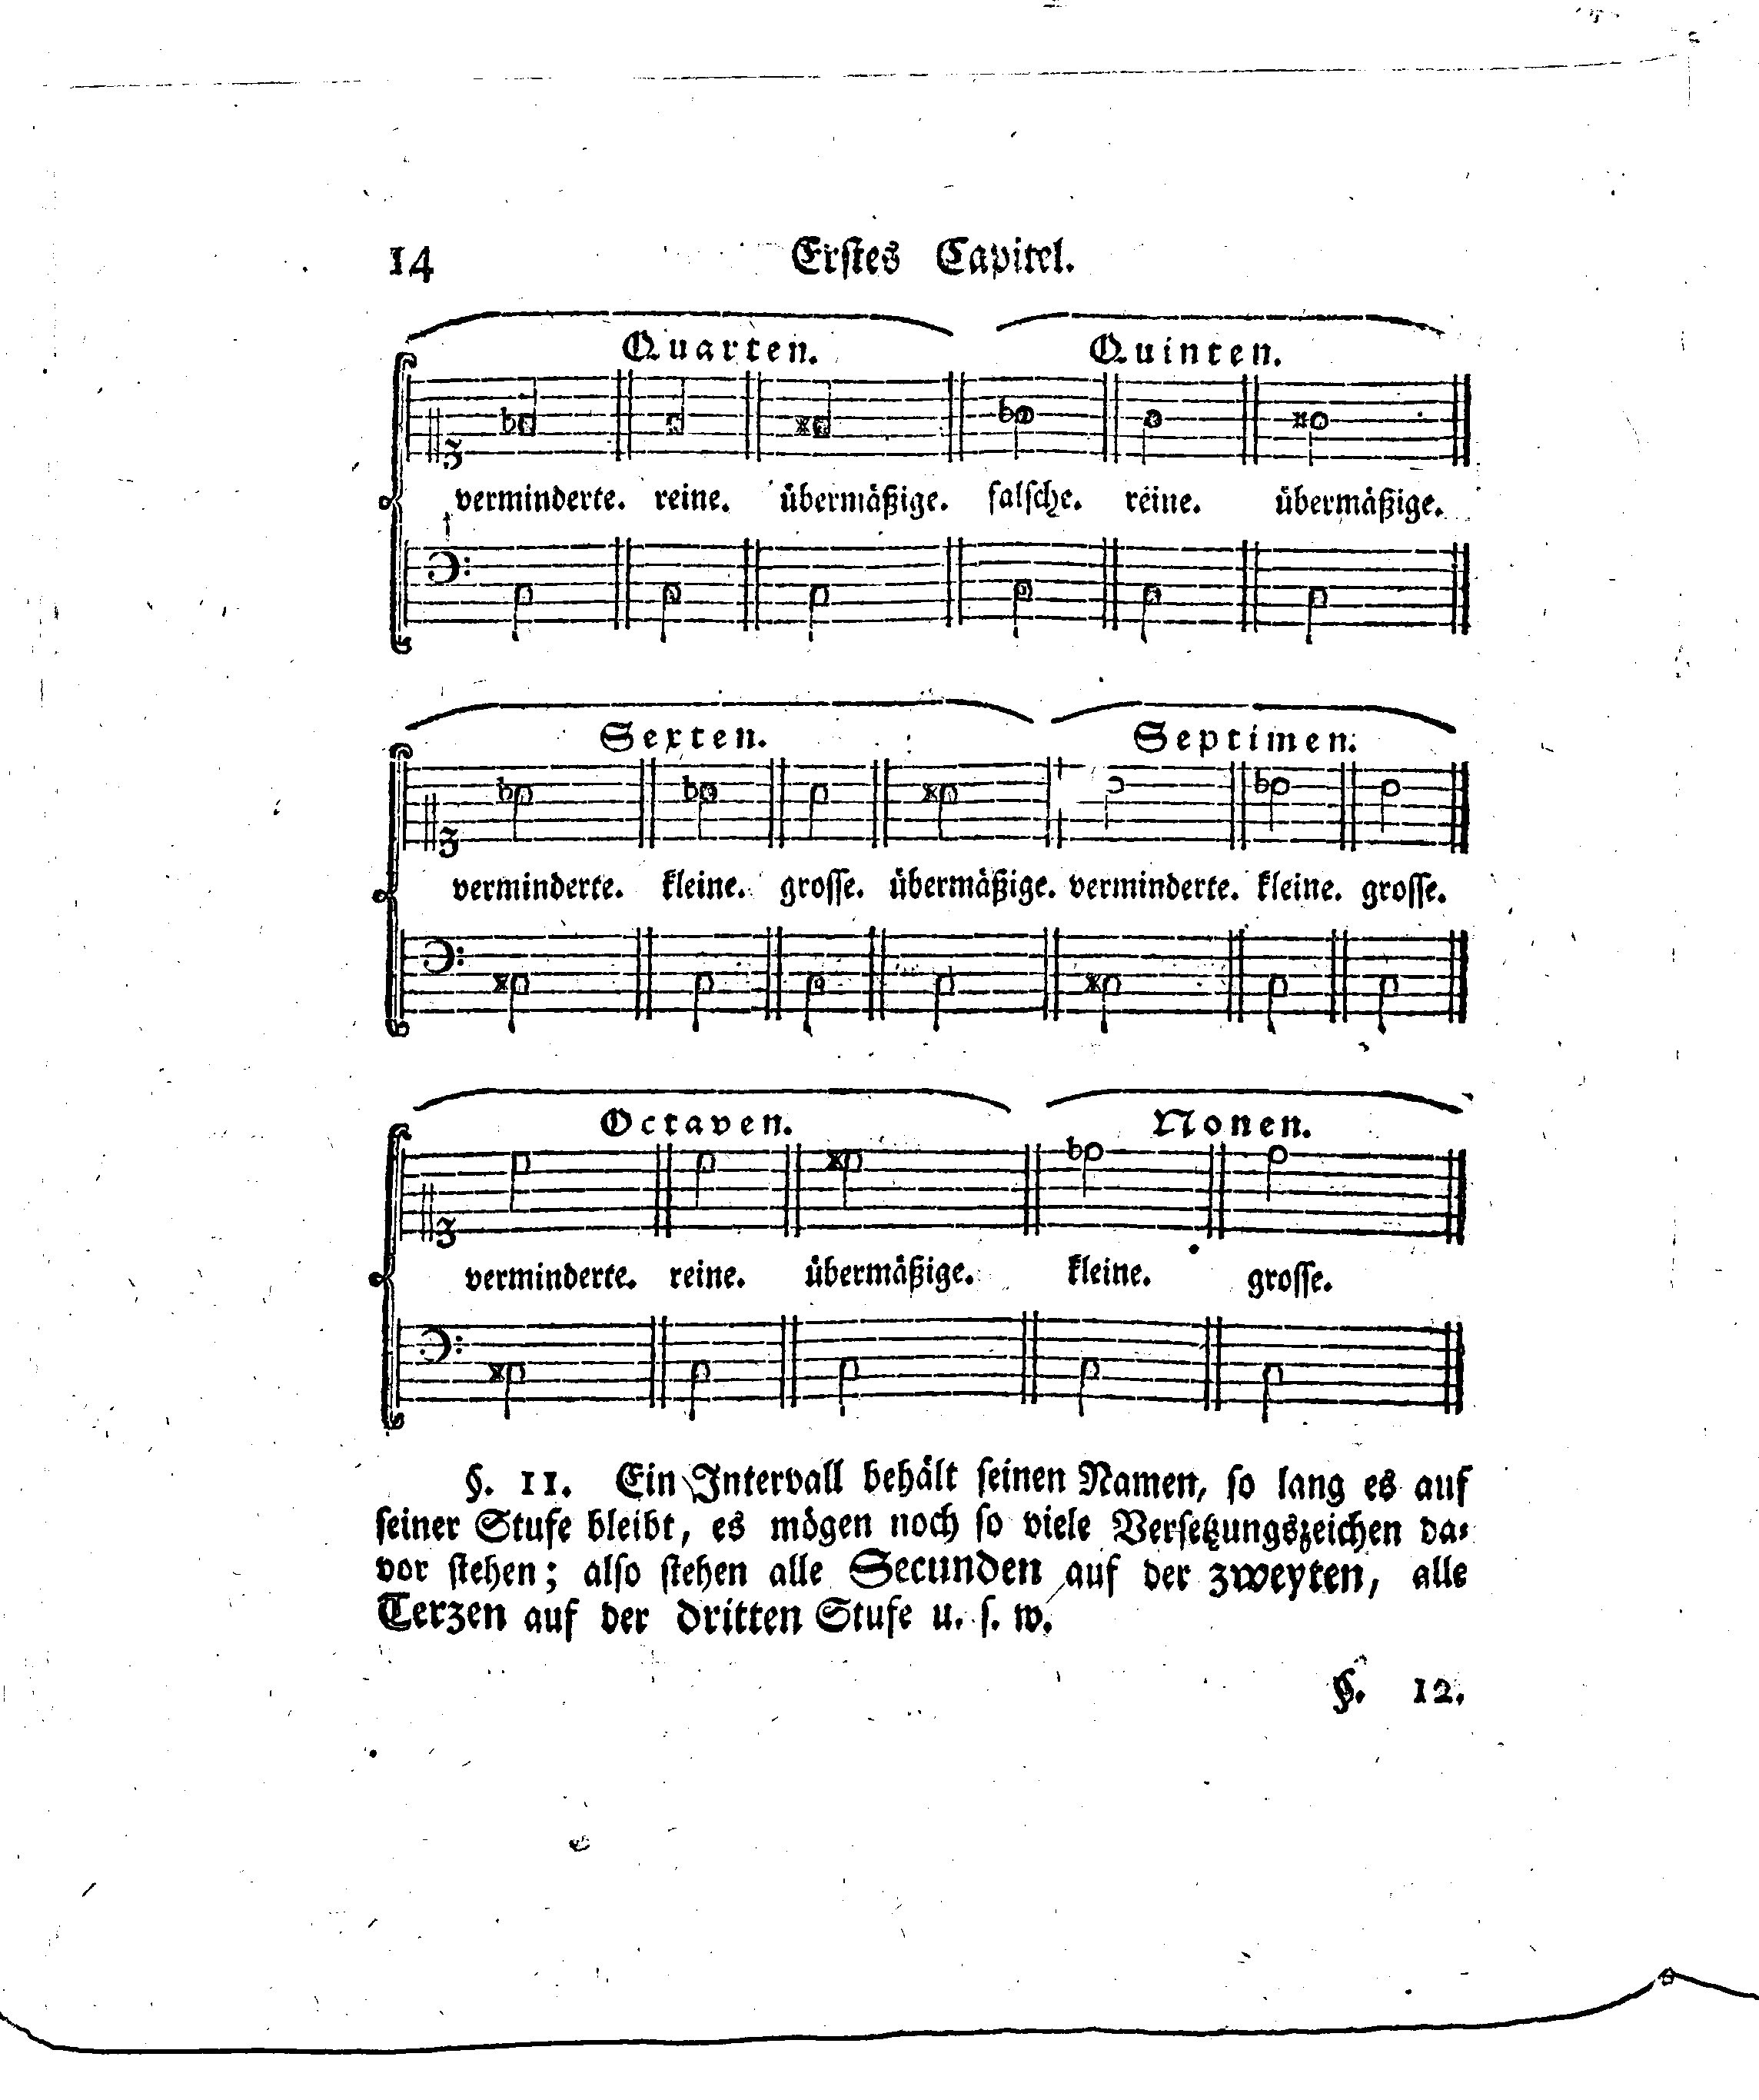 14 Erſtes Capitel.
Quarten. Quinten.
verminderte. reine. übermäßige. falſche. reine. übermäßige.
Sexten. Septimen.
verminderte. kleine. groſſe. übermäßige. verminderte. kleine. groſſe.
Octaven. Nonen.
verminderte. reine. übermäßige. kleine. groſſe.
§. 11. Ein Intervall behält ſeinen Namen, ſo lang es auf
ſeiner Stufe bleibt, es mögen noch ſo viele Verſetzungszeichen da⸗
vor ſtehen; alſo ſtehen alle Secunden auf der zweyten, alle
Terzen auf der dritten Stufe u. ſ. w.
§. 12.